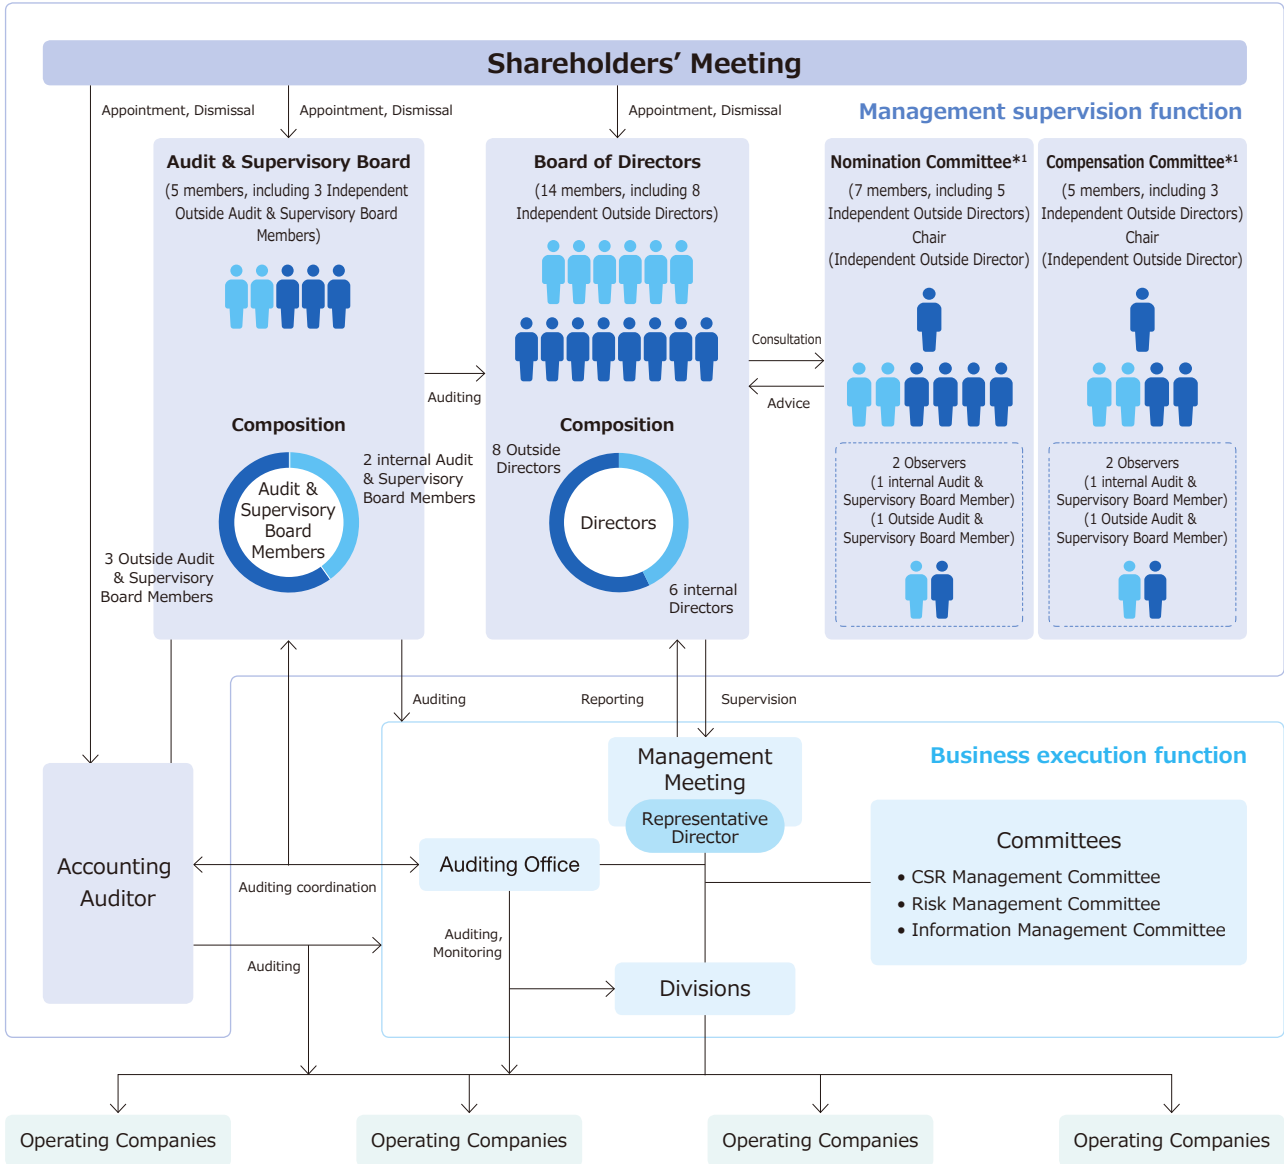 Shareholders’ Meeting
Appointment, Dismissal
Appointment, Dismissal
Appointment, Dismissal
Management supervision function
Audit & Supervisory Board
(5 members, including 3 Independent
Outside Audit & Supervisory Board
Members)
Composition
2 internal Audit
& Supervisory
Board Members
Audit &
Supervisory
Board
Members
3 Outside Audit
& Supervisory
Board Members
Auditing
Board of Directors
(14 members, including 8
Independent Outside Directors)
Composition
8 Outside
Directors
Directors
6 internal
Directors
Consultation
Advice
Nomination Committee*1
(7 members, including 5
Independent Outside Directors)
Chair
(Independent Outside Director)
2 Observers
(1 internal Audit &
Supervisory Board Member)
(1 Outside Audit &
Supervisory Board Member)
Compensation Committee*1
(5 members, including 3
Independent Outside Directors)
Chair
(Independent Outside Director)
2 Observers
(1 internal Audit &
Supervisory Board Member)
(1 Outside Audit &
Supervisory Board Member)
Auditing
Reporting
Supervision
Business execution function
Management
Meeting
Representative
Director
Accounting
Auditor
Auditing coordination
Auditing Office
Committees
• CSR Management Committee
• Risk Management Committee
• Information Management Committee
Auditing
Auditing,
Monitoring
Divisions
Operating Companies
Operating Companies
Operating Companies
Operating Companies